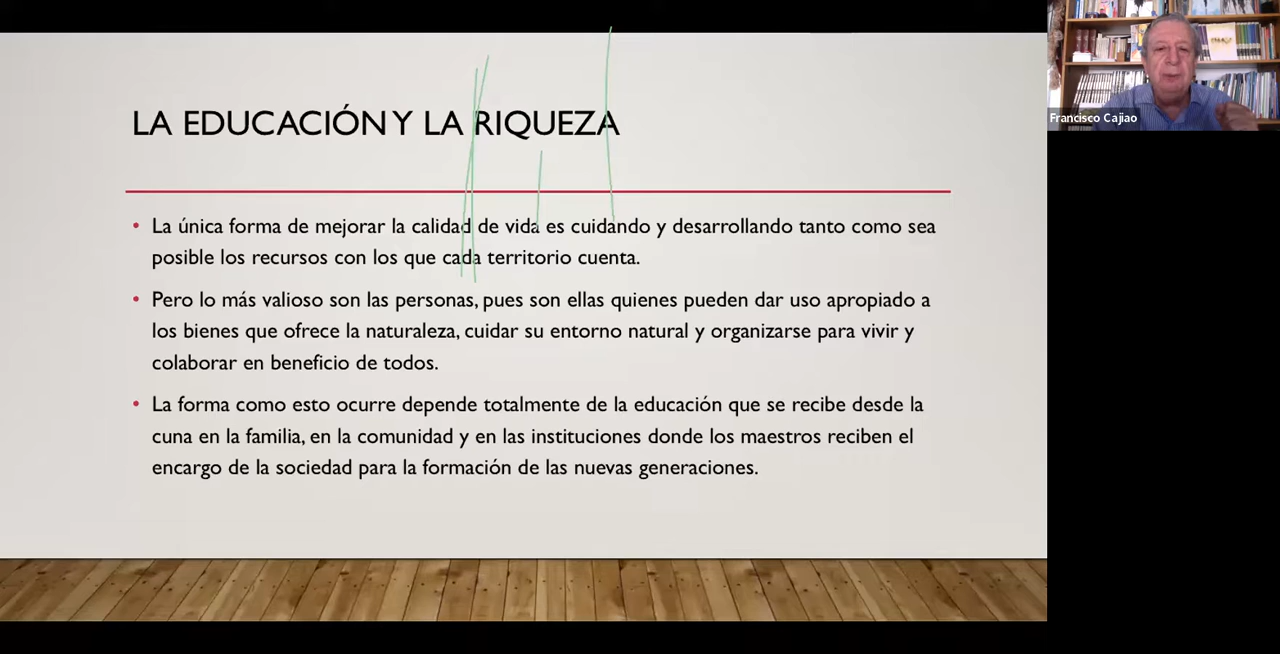 LA EDUCACIÓN Y LA RIQUEZA
• La única forma de mejorar la calidad de vida es cuidando y desarrollando tanto como sea
posible los recursos con los que cada territorio cuenta.
• Pero lo más valioso son las personas, pues son ellas quienes pueden dar uso apropiado a
los bienes que ofrece la naturaleza, cuidar su entorno natural y organizarse para vivir y
colaborar en beneficio de todos.
• La forma como esto ocurre depende totalmente de la educación que se recibe desde la
cuna en la familia, en la comunidad y en las instituciones donde los maestros reciben el
encargo de la sociedad para la formación de las nuevas generaciones.
Francisco Cajiao